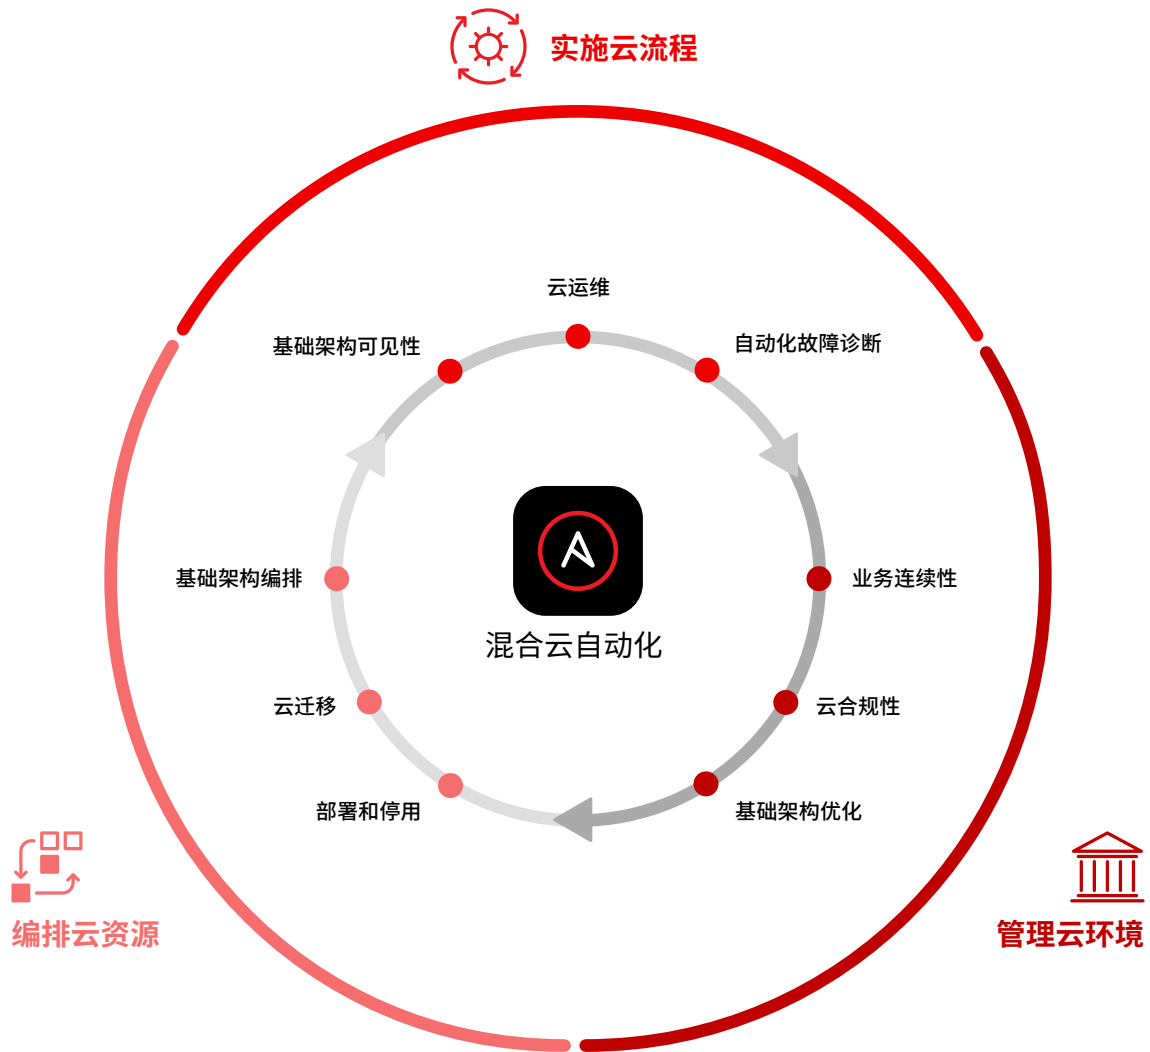 实施云流程
云运维
自动化故障诊断
基础架构可见性
基础架构编排
业务连续性
混合云自动化
云迁移
云合规性
部署和停用
基础架构优化
编排云资源
管理云环境